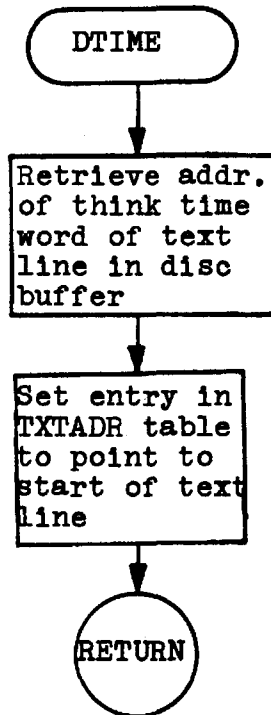 DTIME
Retrieve addr.
of think time
word of text
line in disc
buffer
Set entry in
TXTADR table
to point to
start of text
line
RETURN